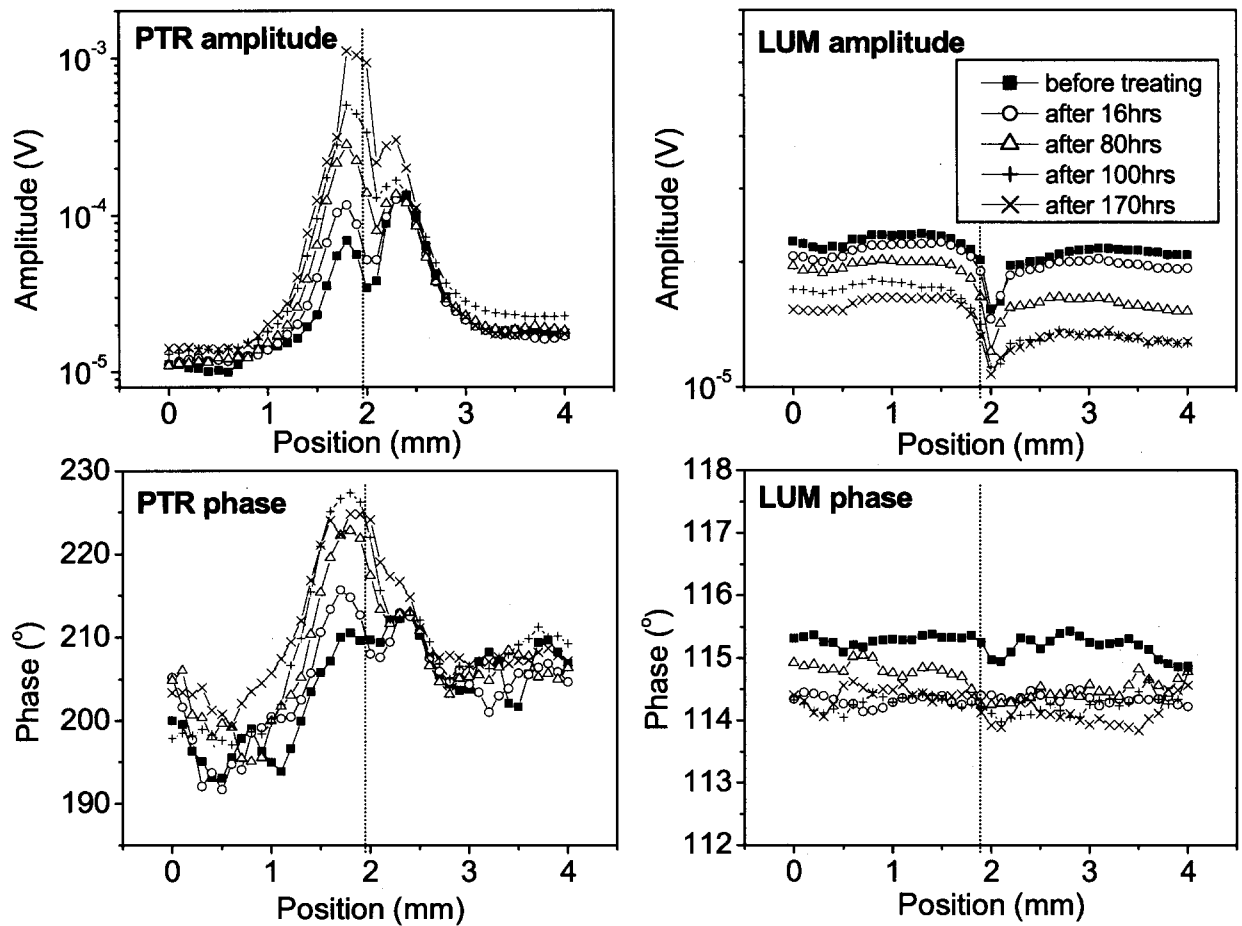 PTR amplitude
10⁻³
10⁻⁴
10⁻⁵
Amplitude (V)
0 1 2 3 4
Position (mm)
LUM amplitude
before treating
after 16hrs
after 80hrs
after 100hrs
after 170hrs
Amplitude (V)
10⁻⁵
0 1 2 3 4
Position (mm)
PTR phase
230
220
210
200
190
Phase (°)
0 1 2 3 4
Position (mm)
LUM phase
118
117
116
115
114
113
112
Phase (°)
0 1 2 3 4
Position (mm)